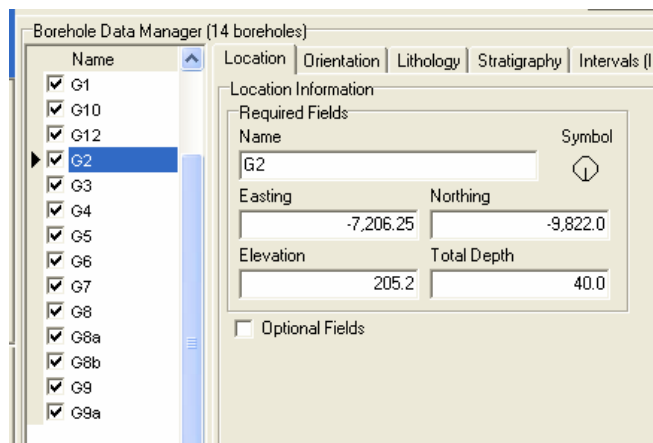 Borehole Data Manager (14 boreholes)
Name
G1
G10
G12
G2
G3
G4
G5
G6
G7
G8
G8a
G8b
G9
G9a
Location Orientation Lithology Stratigraphy Intervals (I
Location Information
Required Fields
Name Symbol
G2
Easting Northing
-7,206.25 -9,822.0
Elevation Total Depth
205.2 40.0
Optional Fields